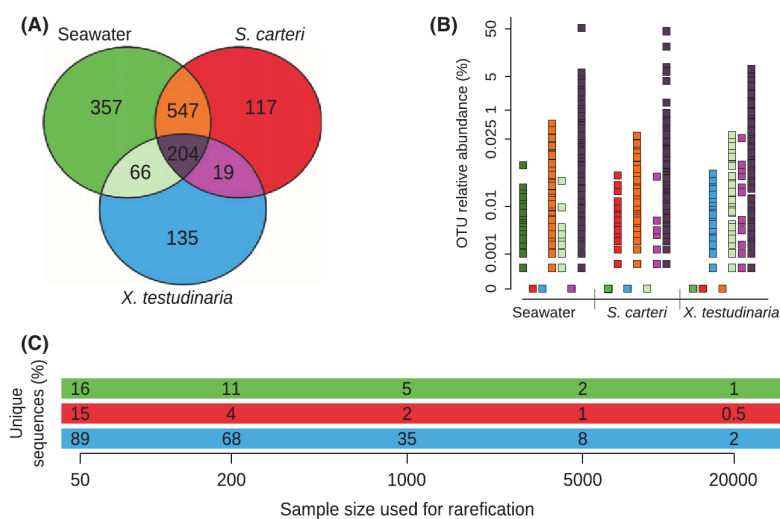 (A)
Seawater
S. carteri
357
547
117
204
66
19
135
X. testudinaria
(B)
OTU relative abundance (%)
50
5
1
0.025
0.01
0.001
0
Seawater
S. carteri
X. testudinaria
(C)
Unique
sequences (%)
16 11 5 2 1
15 4 2 1 0.5
89 68 35 8 2
50 200 1000 5000 20000
Sample size used for rarefication